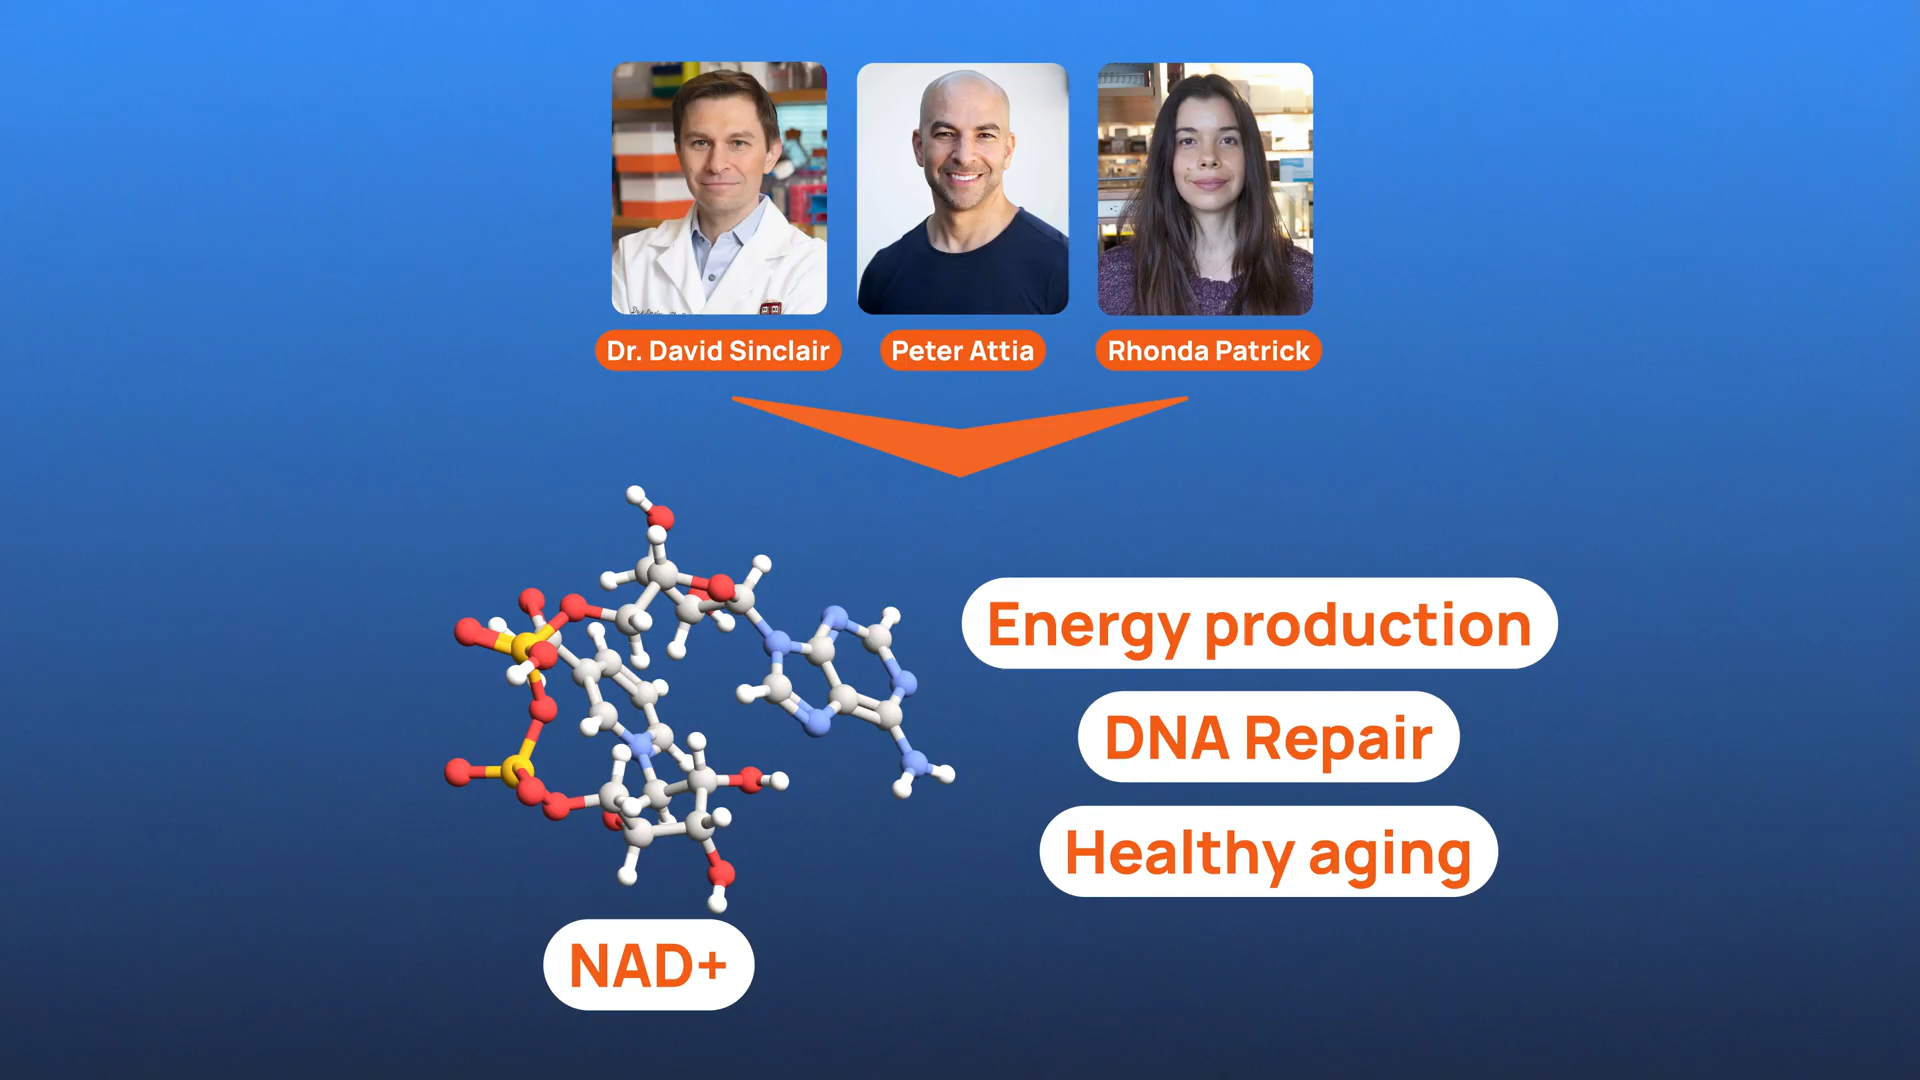 Dr. David Sinclair
Peter Attia
Rhonda Patrick
Energy production
DNA Repair
Healthy aging
NAD+